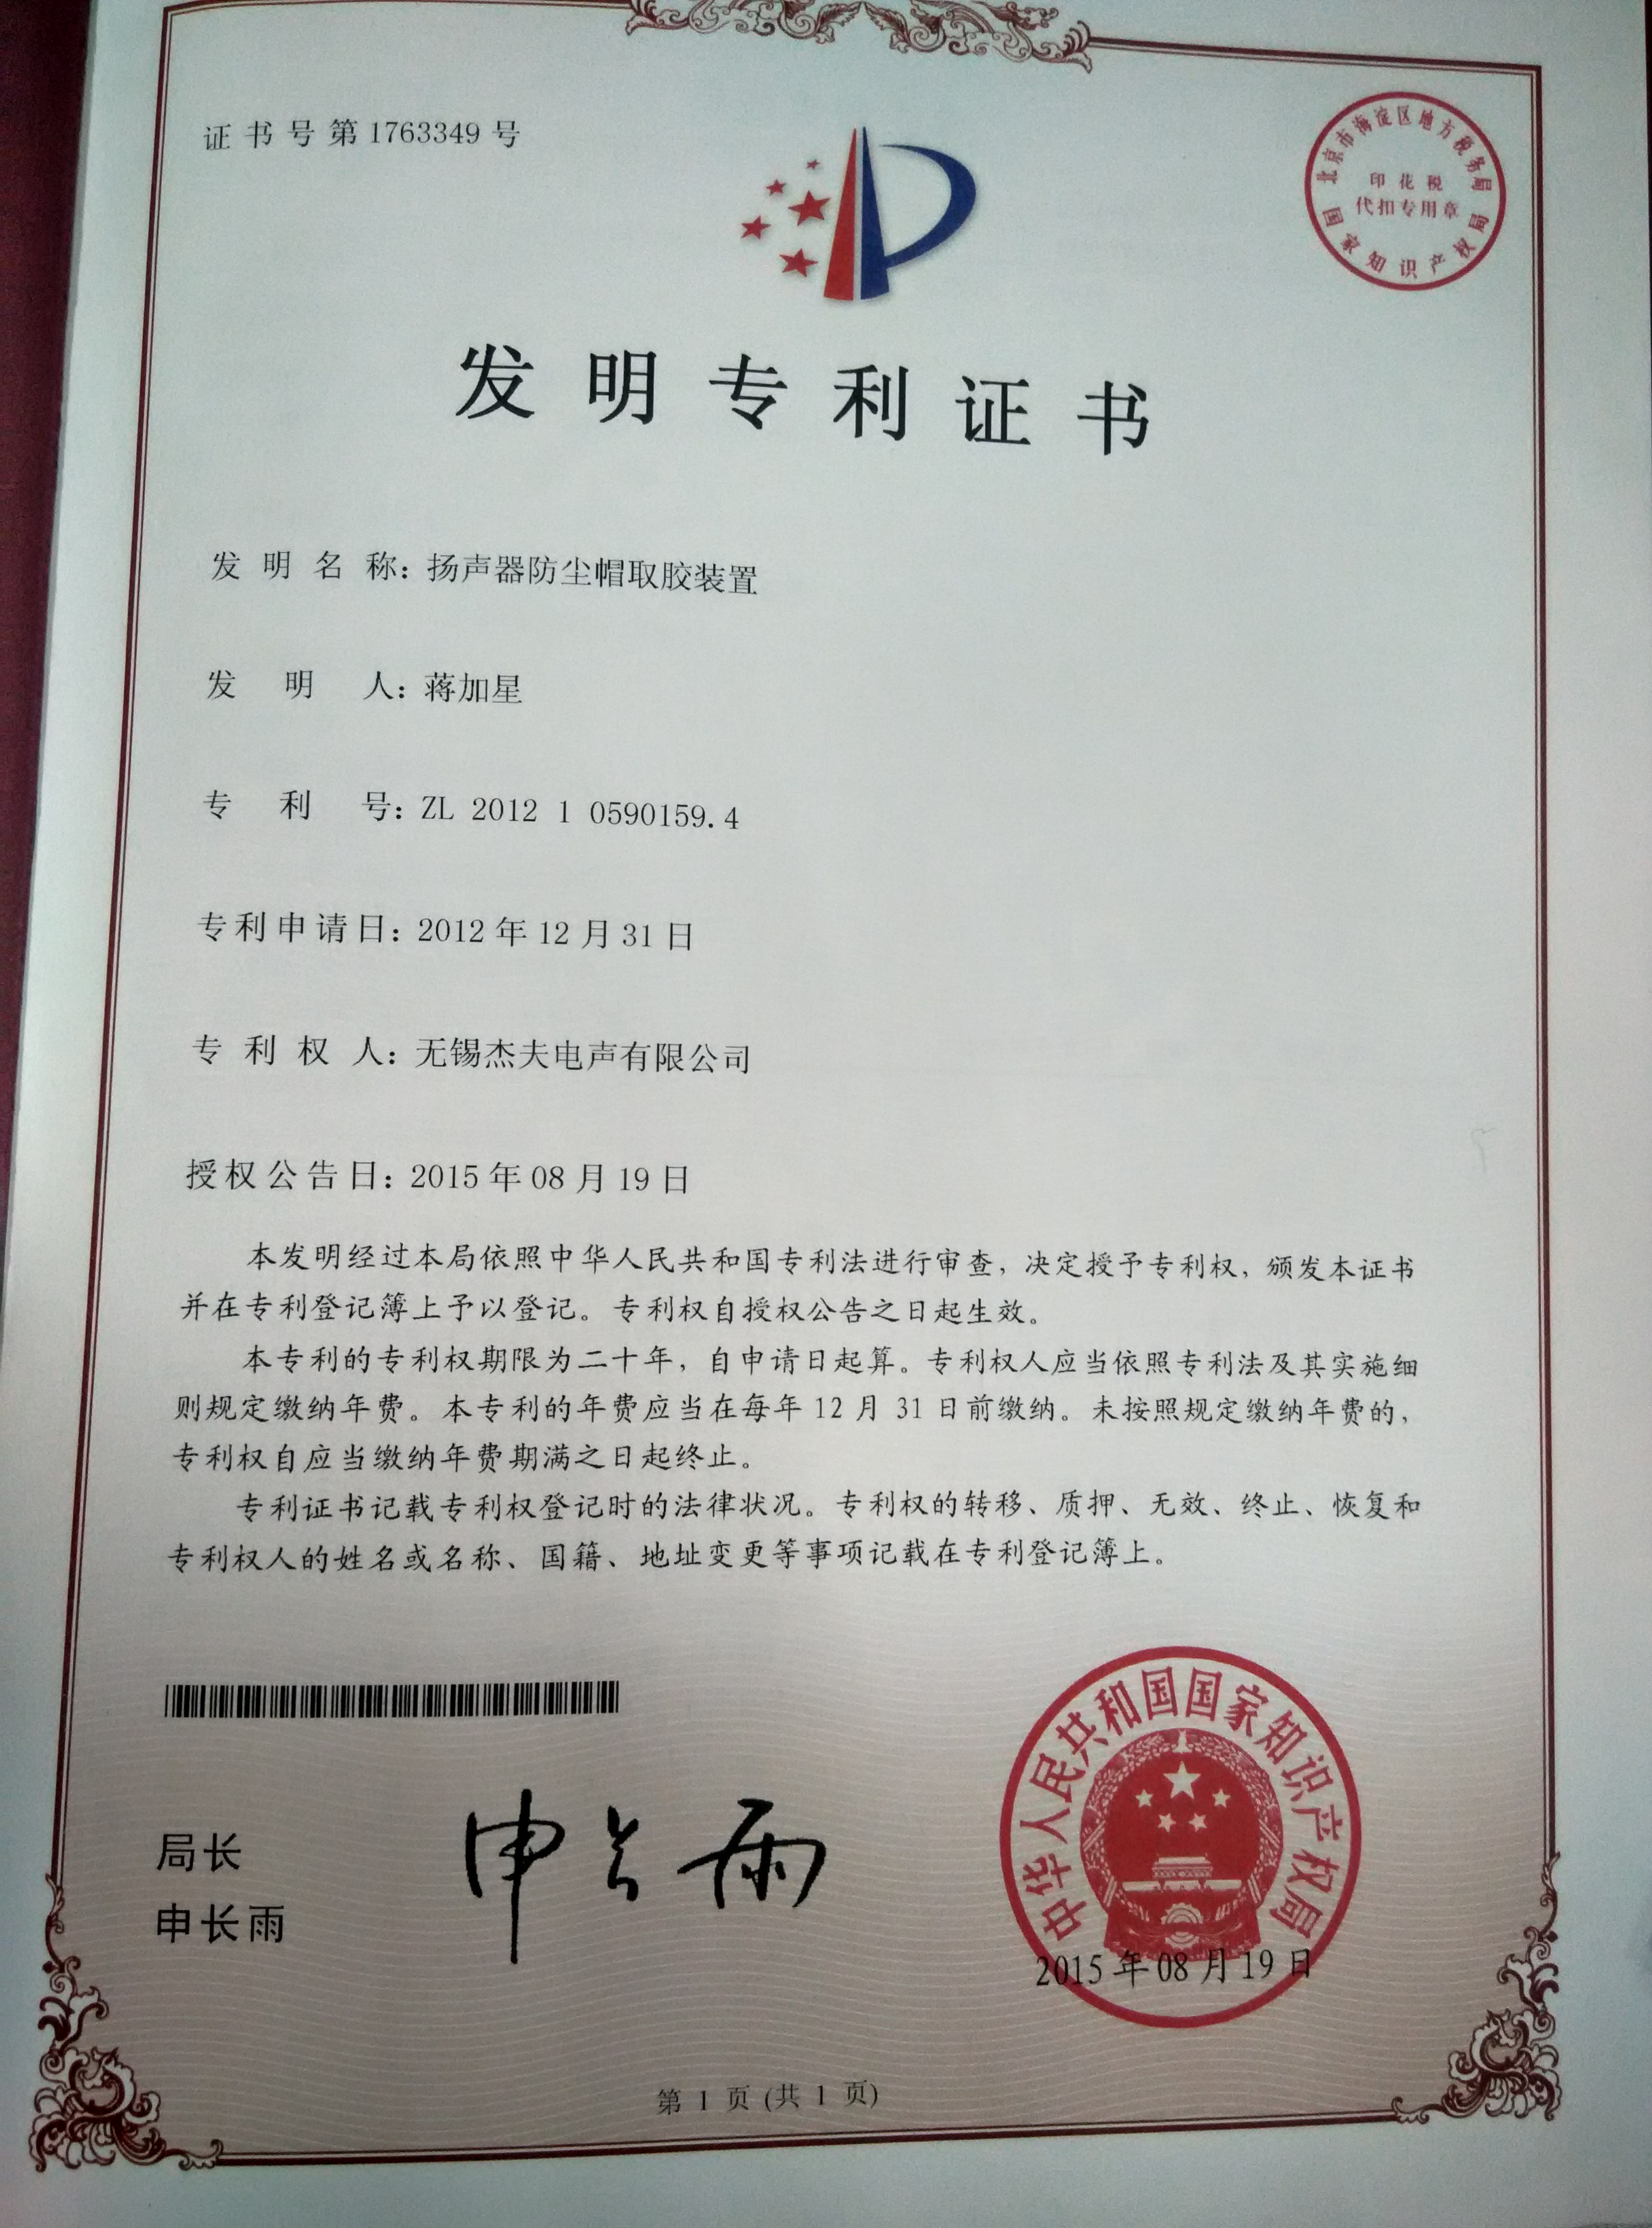 证书号第1763349号
北京市海淀区地方税务局
印花税
代扣专用章
国家知识产权局
发明专利证书
发明名称：扬声器防尘帽取胶装置
发明人：蒋加星
专利号：ZL 2012 1 0590159.4
专利申请日：2012年12月31日
专利权人：无锡杰夫电声有限公司
授权公告日：2015年08月19日
本发明经过本局依照中华人民共和国专利法进行审查，决定授予专利权，颁发本证书
并在专利登记簿上予以登记。专利权自授权公告之日起生效。
本专利的专利权期限为二十年，自申请日起算。专利权人应当依照专利法及其实施细
则规定缴纳年费。本专利的年费应当在每年12月31日前缴纳。未按照规定缴纳年费的，
专利权自应当缴纳年费期满之日起终止。
专利证书记载专利权登记时的法律状况。专利权的转移、质押、无效、终止、恢复和
专利权人的姓名或名称、国籍、地址变更等事项记载在专利登记簿上。
中华人民共和国国家知识产权局
局长
申长雨
申长雨
2015年08月19日
第1页(共1页)